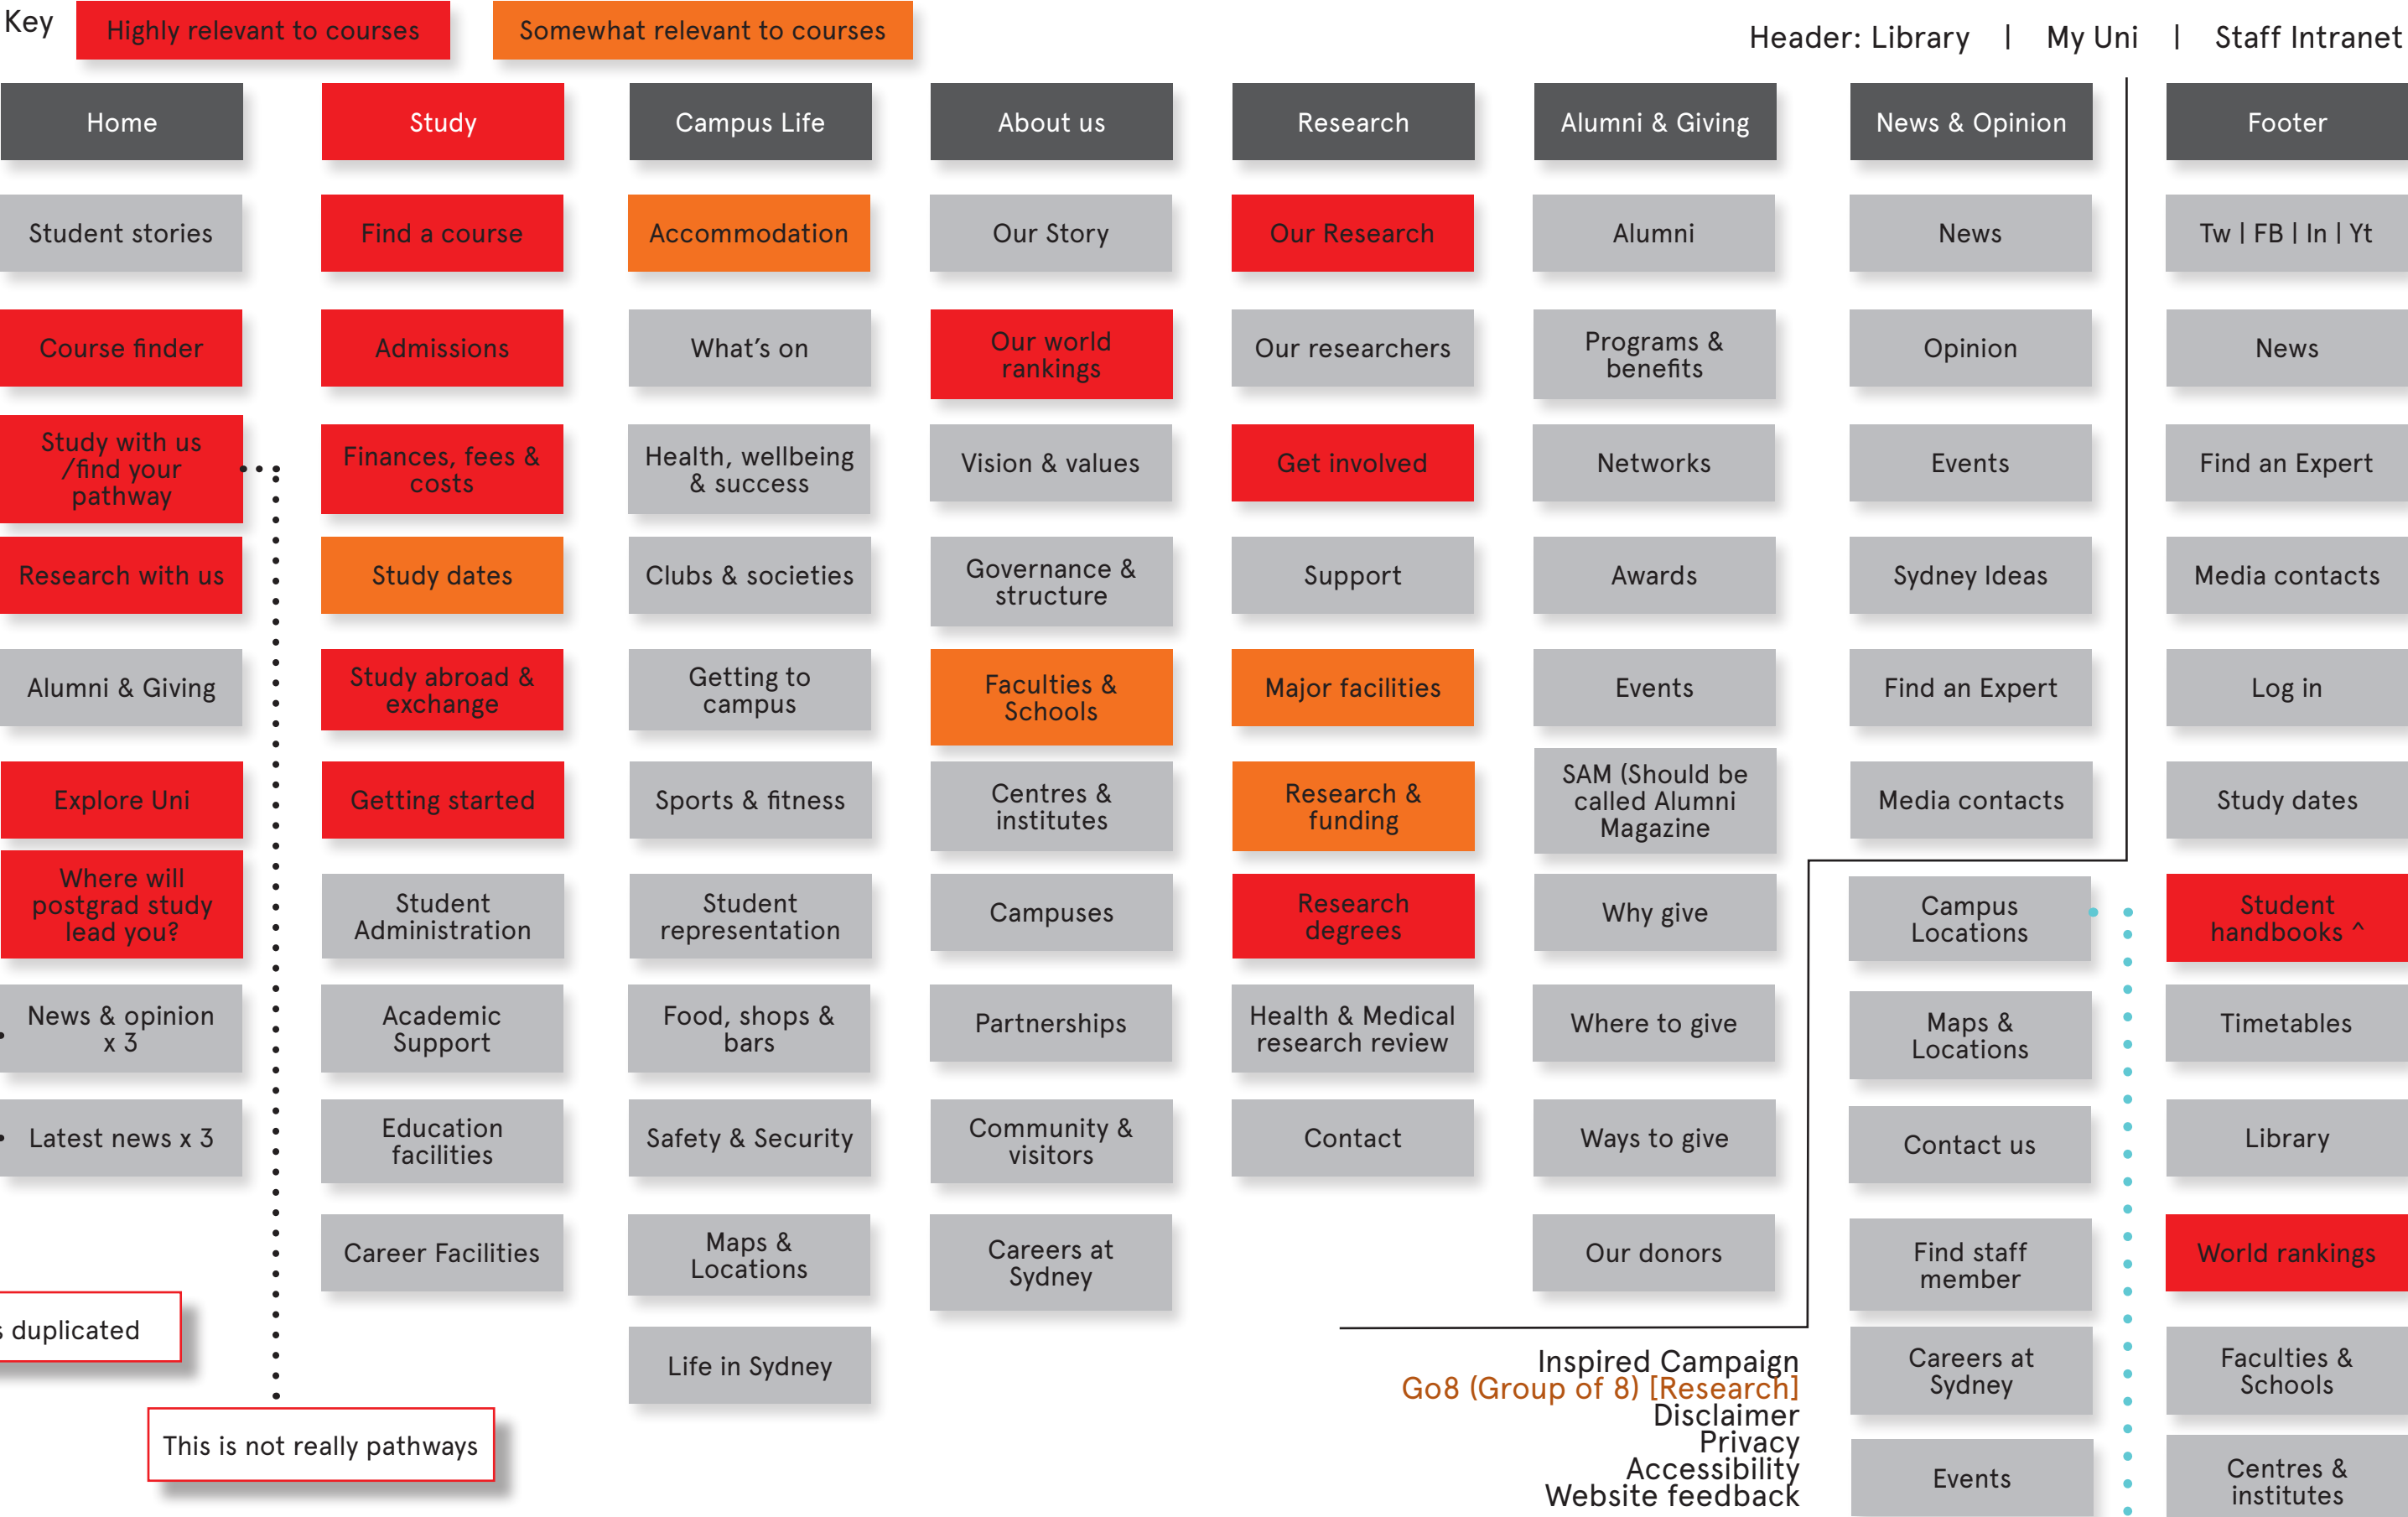 Key
Highly relevant to courses
Somewhat relevant to courses
Header: Library | My Uni | Staff Intranet
Home
Student stories
Course finder
Study with us
/find your
pathway
Research with us
Alumni & Giving
Explore Uni
Where will
postgrad study
lead you?
News & opinion
x 3
Latest news x 3
duplicated
This is not really pathways
Study
Find a course
Admissions
Finances, fees &
costs
Study dates
Study abroad &
exchange
Getting started
Student
Administration
Academic
Support
Education
facilities
Career Facilities
Campus Life
Accommodation
What's on
Health, wellbeing
& success
Clubs & societies
Getting to
campus
Sports & fitness
Student
representation
Food, shops &
bars
Safety & Security
Maps &
Locations
Life in Sydney
About us
Our Story
Our world
rankings
Vision & values
Governance &
structure
Faculties &
Schools
Centres &
institutes
Campuses
Partnerships
Community &
visitors
Careers at
Sydney
Research
Our Research
Our researchers
Get involved
Support
Major facilities
Research &
funding
Research
degrees
Health & Medical
research review
Contact
Alumni & Giving
Alumni
Programs &
benefits
Networks
Awards
Events
SAM (Should be
called Alumni
Magazine
Why give
Where to give
Ways to give
Our donors
Inspired Campaign
Go8 (Group of 8) [Research]
Disclaimer
Privacy
Accessibility
Website feedback
News & Opinion
News
Opinion
Events
Sydney Ideas
Find an Expert
Media contacts
Campus
Locations
Maps &
Locations
Contact us
Find staff
member
Careers at
Sydney
Events
Footer
Tw | FB | In | Yt
News
Find an Expert
Media contacts
Log in
Study dates
Student
handbooks ^
Timetables
Library
World rankings
Faculties &
Schools
Centres &
institutes